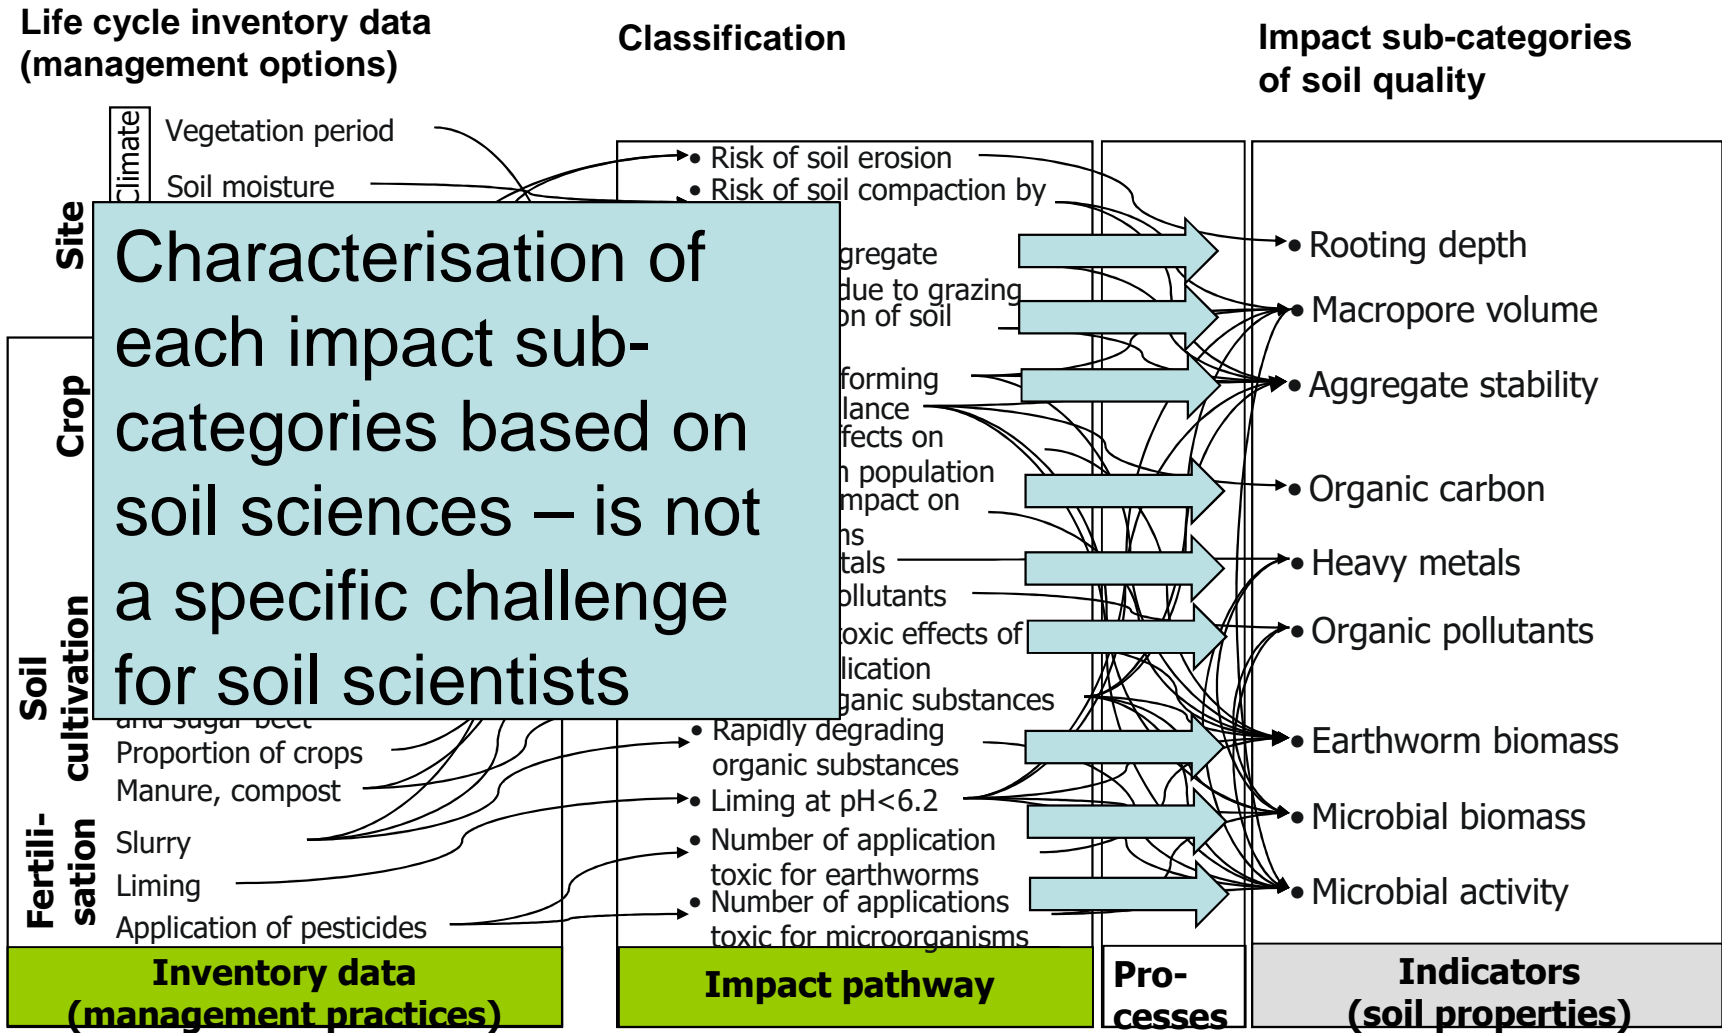 Life cycle inventory data
(management options)
Classification
Impact sub-categories
of soil quality
Site
Climate
Vegetation period
Soil moisture
Crop
Soil
cultivation
and sugar beet
Proportion of crops
Manure, compost
Fertili-
sation
Slurry
Liming
Application of pesticides
Characterisation of
each impact sub-
categories based on
soil sciences – is not
a specific challenge
for soil scientists
• Risk of soil erosion
• Risk of soil compaction by
gregate
due to grazing
on of soil
forming
lance
ffects on
n population
mpact on
ms
tals
ollutants
toxic effects of
lication
ganic substances
• Rapidly degrading
organic substances
• Liming at pH<6.2
• Number of application
toxic for earthworms
• Number of applications
toxic for microorganisms
• Rooting depth
• Macropore volume
• Aggregate stability
• Organic carbon
• Heavy metals
• Organic pollutants
• Earthworm biomass
• Microbial biomass
• Microbial activity
Inventory data
(management practices)
Impact pathway
Pro-
cesses
Indicators
(soil properties)